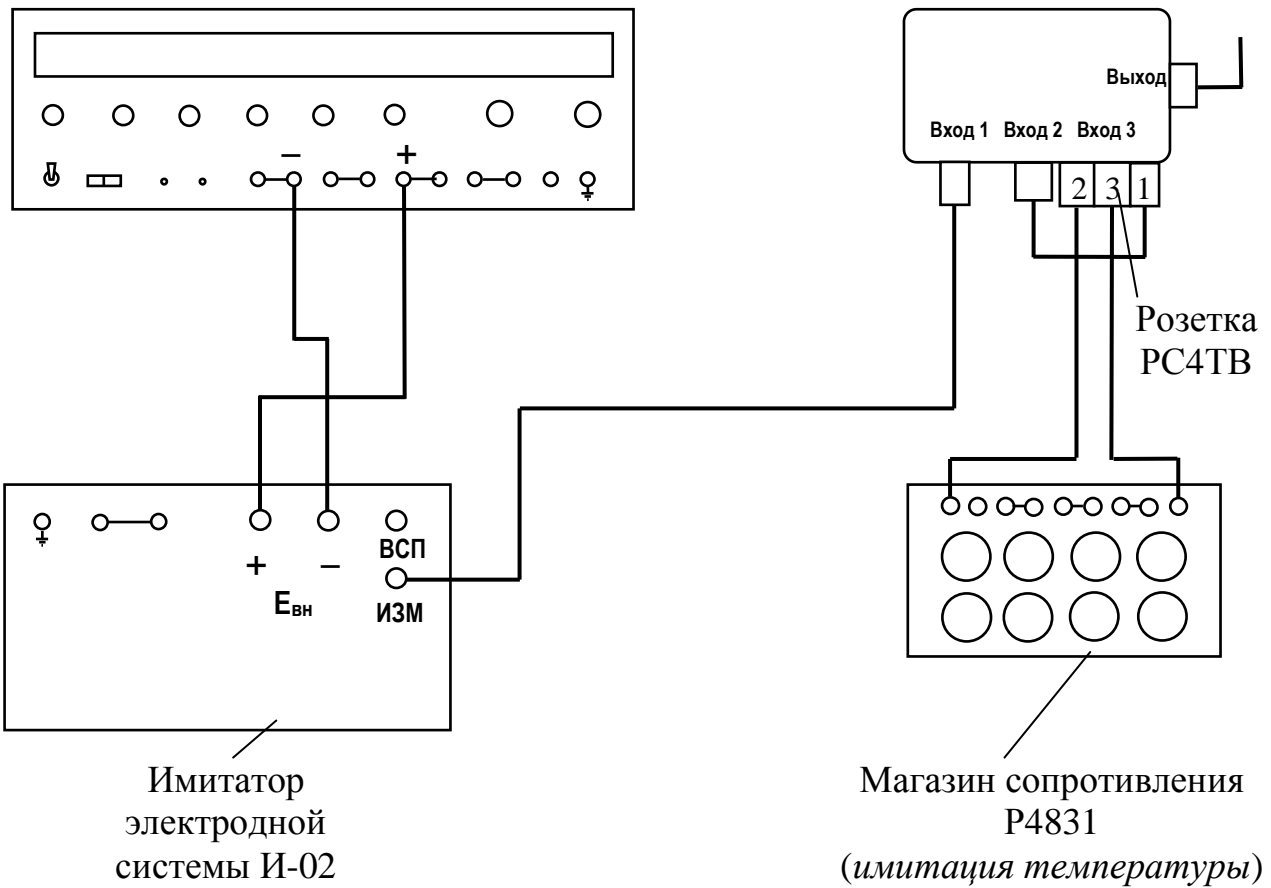 Выход
Вход 1 Вход 2 Вход 3
2 3 1
– +
Розетка
РС4ТВ
ВСП
+ –
Eвн
ИЗМ
Имитатор
электродной
системы И-02
Магазин сопротивления
Р4831
(имитация температуры)